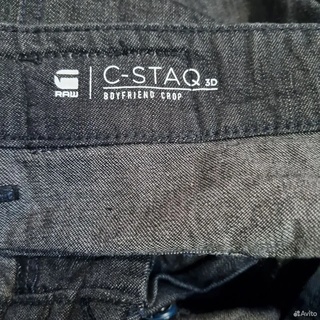 RAW
C-STAQ 3D
BOYFRIEND CROP
Avito